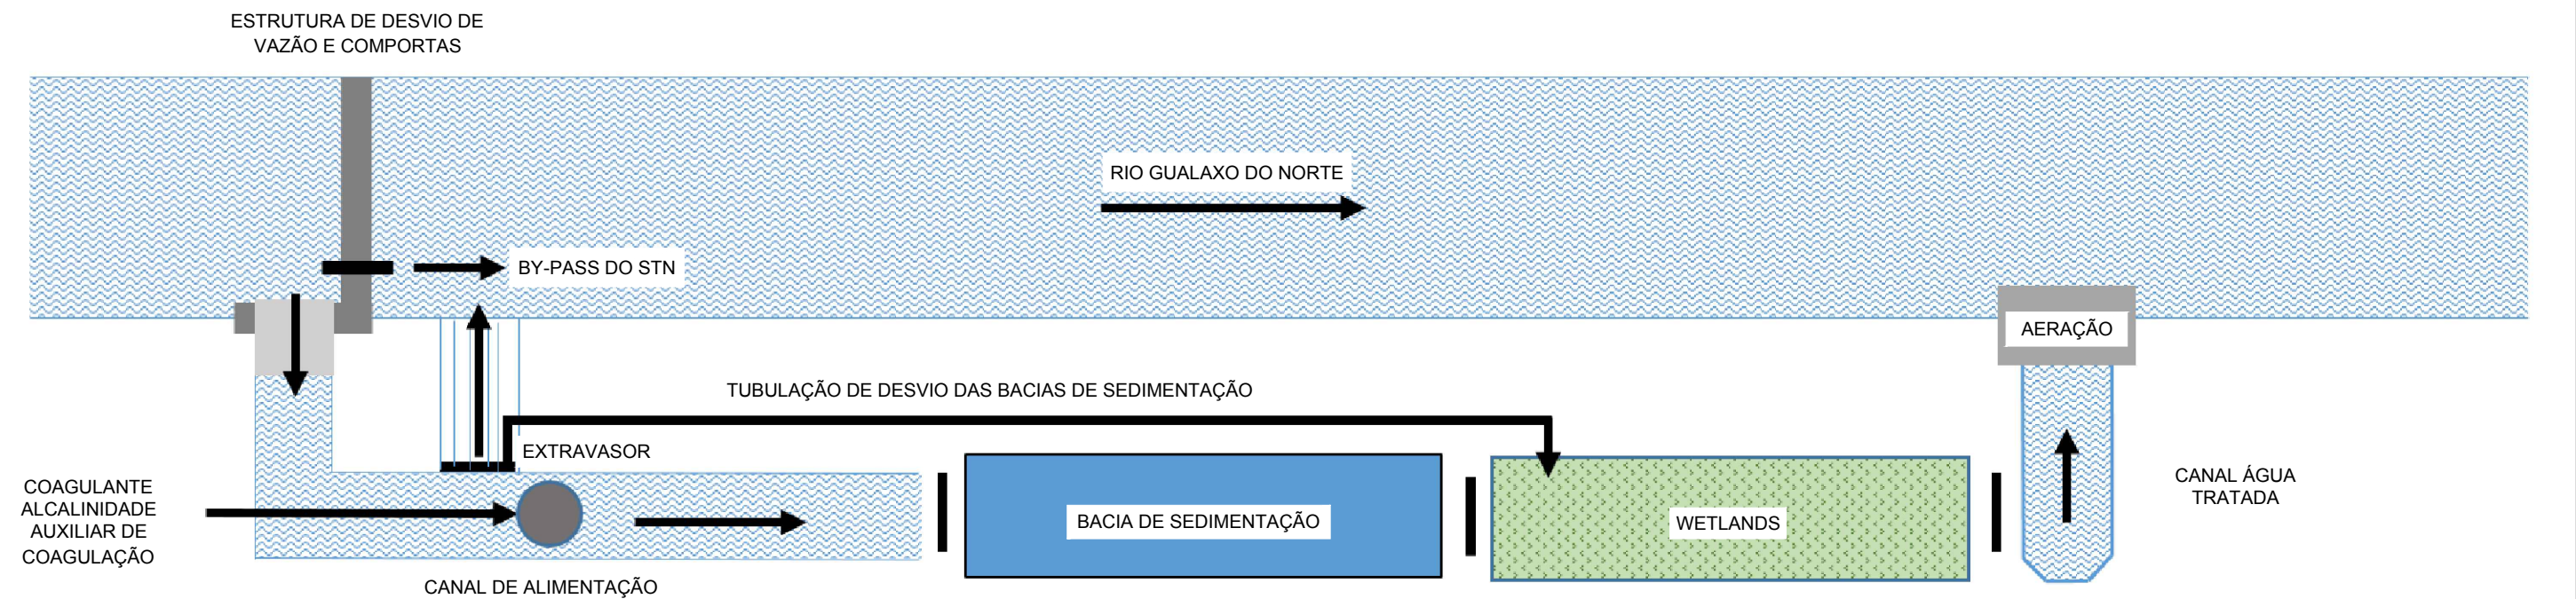 ESTRUTURA DE DESVIO DE
VAZÃO E COMPORTAS
RIO GUALAXO DO NORTE
BY-PASS DO STN
AERAÇÃO
TUBULAÇÃO DE DESVIO DAS BACIAS DE SEDIMENTAÇÃO
EXTRAVASOR
COAGULANTE
ALCALINIDADE
AUXILIAR DE
COAGULAÇÃO
BACIA DE SEDIMENTAÇÃO
WETLANDS
CANAL ÁGUA
TRATADA
CANAL DE ALIMENTAÇÃO